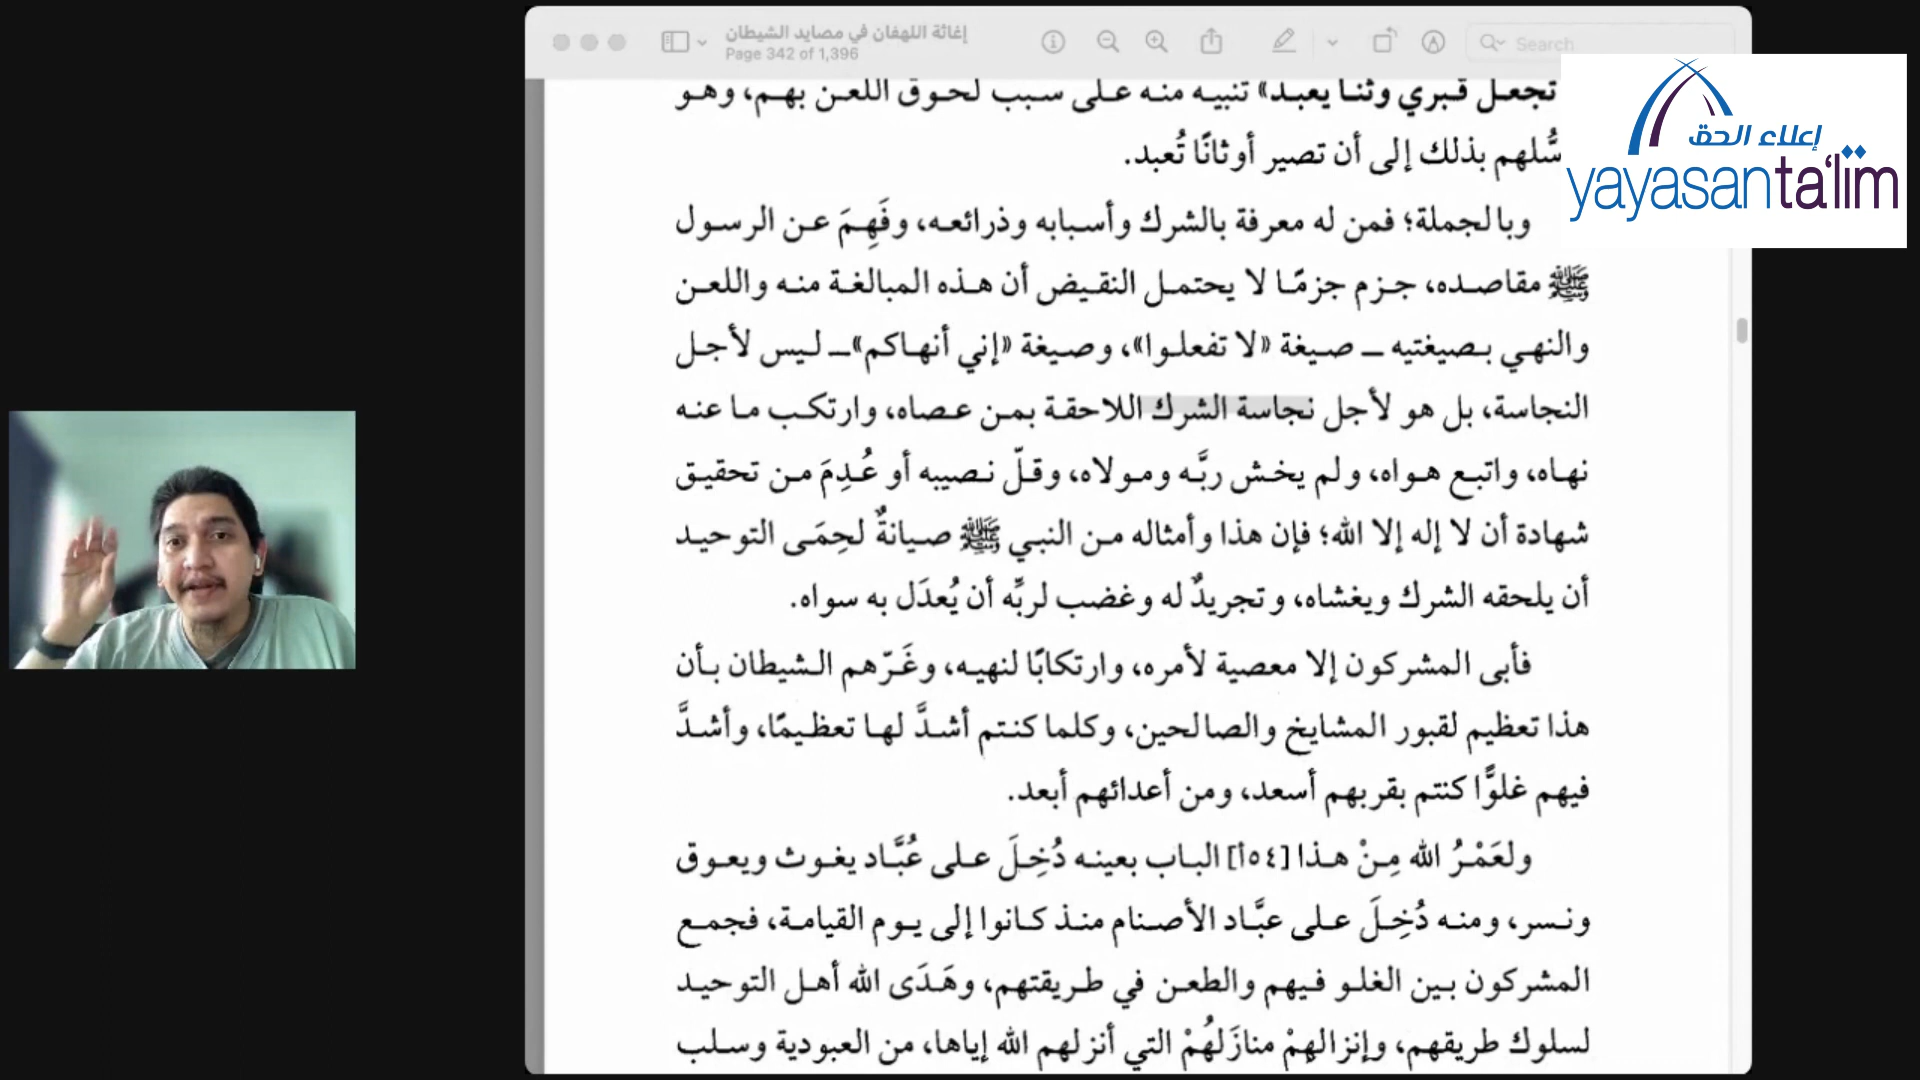 إغاثة اللهفان في مصايد الشيطان
Page 342 of 1,396
Search
إعلاء الحق
yayasanta'lim
تجعل قبري وثنا يعبد» تنبيه منه على سبب لحوق اللعن بهم، وهو
سُّلهم بذلك إلى أن تصير أوثانًا تُعبد.
وبالجملة؛ فمن له معرفة بالشرك وأسبابه وذرائعه، وفَهِمَ عن الرسول
ﷺ مقاصده، جزم جزمًا لا يحتمل النقيض أن هذه المبالغة منه واللعن
والنهي بصيغتيه ــ صيغة «لا تفعلوا»، وصيغة «إني أنهاكم»ــ ليس لأجل
النجاسة، بل هو لأجل نجاسة الشرك اللاحقة بمن عصاه، وارتكب ما عنه
نهاه، واتبع هواه، ولم يخش ربَّه ومولاه، وقلّ نصيبه أو عُدِمَ من تحقيق
شهادة أن لا إله إلا الله؛ فإن هذا وأمثاله من النبي ﷺ صيانةٌ لحِمَى التوحيد
أن يلحقه الشرك ويغشاه، وتجريدٌ له وغضب لربِّه أن يُعدَل به سواه.
فأبى المشركون إلا معصية لأمره، وارتكابًا لنهيه، وغَرّهم الشيطان بأن
هذا تعظيم لقبور المشايخ والصالحين، وكلما كنتم أشدَّ لها تعظيمًا، وأشدَّ
فيهم غلوًّا كنتم بقربهم أسعد، ومن أعدائهم أبعد.
ولعَمْرُ الله مِنْ هذا [٥٤أ] الباب بعينه دُخِلَ على عُبَّاد يغوث ويعوق
ونسر، ومنه دُخِلَ على عبَّاد الأصنام منذ كانوا إلى يوم القيامة، فجمع
المشركون بين الغلو فيهم والطعن في طريقتهم، وهَدَى الله أهل التوحيد
لسلوك طريقهم، وإنزالهِمْ منازَلهُمْ التي أنزلهم الله إياها، من العبودية وسلب